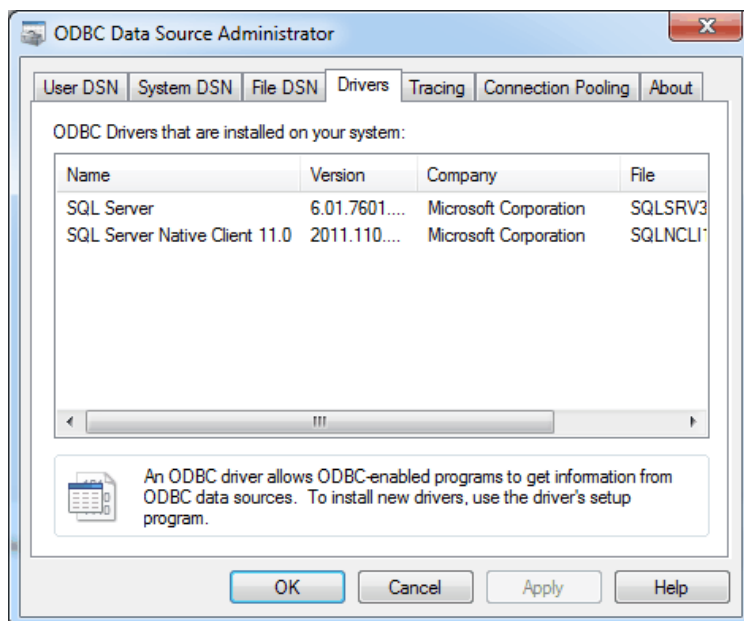 ODBC Data Source Administrator
User DSN System DSN File DSN Drivers Tracing Connection Pooling About
ODBC Drivers that are installed on your system:
Name Version Company File
SQL Server 6.01.7601.... Microsoft Corporation SQLSRV3
SQL Server Native Client 11.0 2011.110.... Microsoft Corporation SQLNCLI1
An ODBC driver allows ODBC-enabled programs to get information from
ODBC data sources. To install new drivers, use the driver's setup
program.
OK Cancel Apply Help